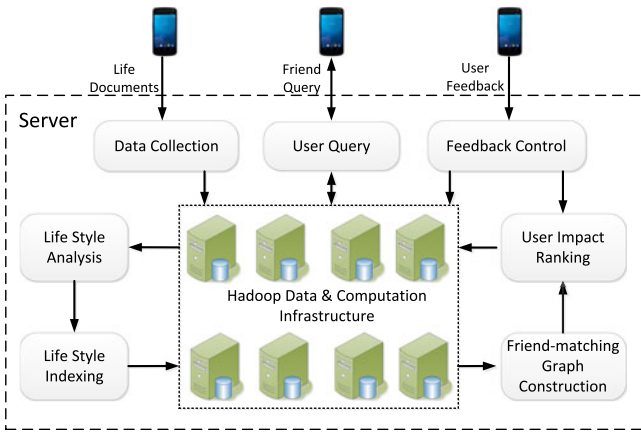 Life
Documents
Friend
Query
User
Feedback
Server
Data Collection
User Query
Feedback Control
Life Style
Analysis
Hadoop Data & Computation
Infrastructure
User Impact
Ranking
Life Style
Indexing
Friend-matching
Graph
Construction